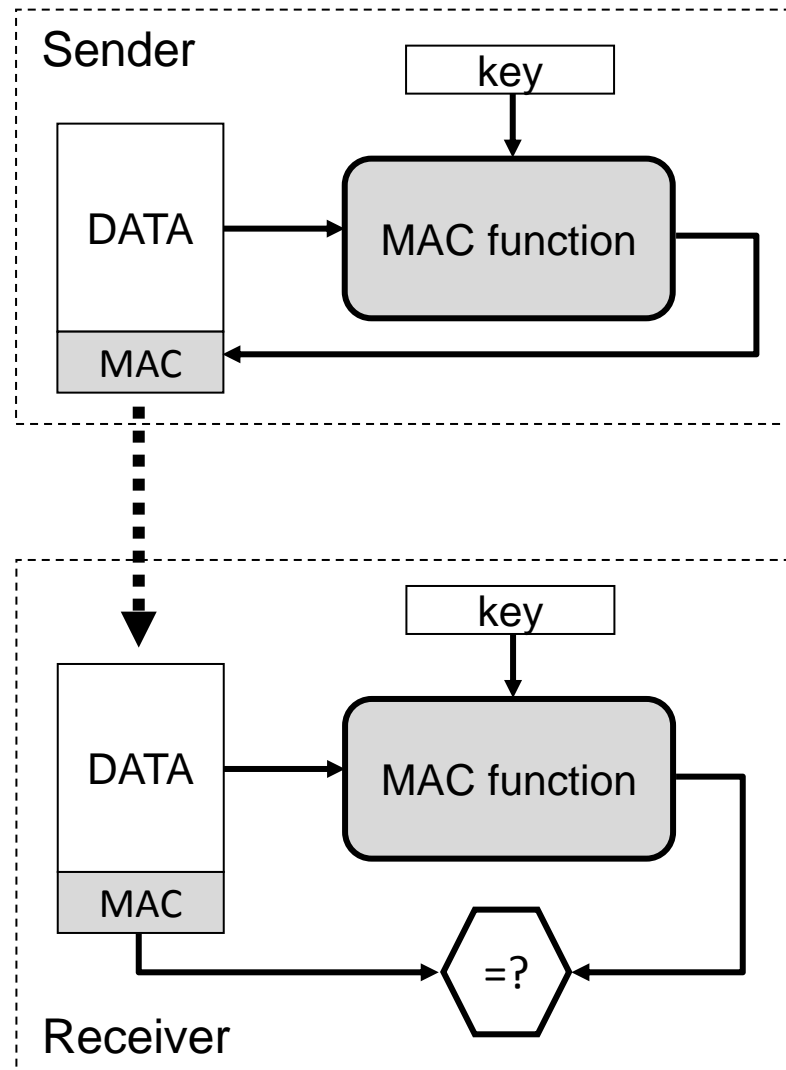 Sender
key
DATA
MAC function
MAC
key
DATA
MAC function
MAC
=?
Receiver